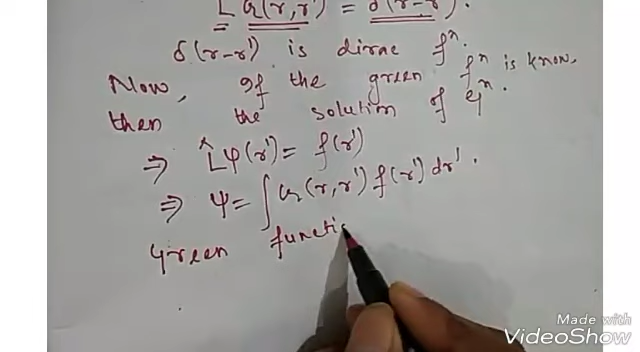 L̂ G(r, r') = δ(r-r').
δ(r-r') is dirac fⁿ.
Now, If the green fⁿ is know,
then the solution of eqⁿ.
⇒ L̂ψ(r') = f(r')
⇒ ψ = ∫ G(r, r') f(r') dr'.
Green functi
Made with
VideoShow